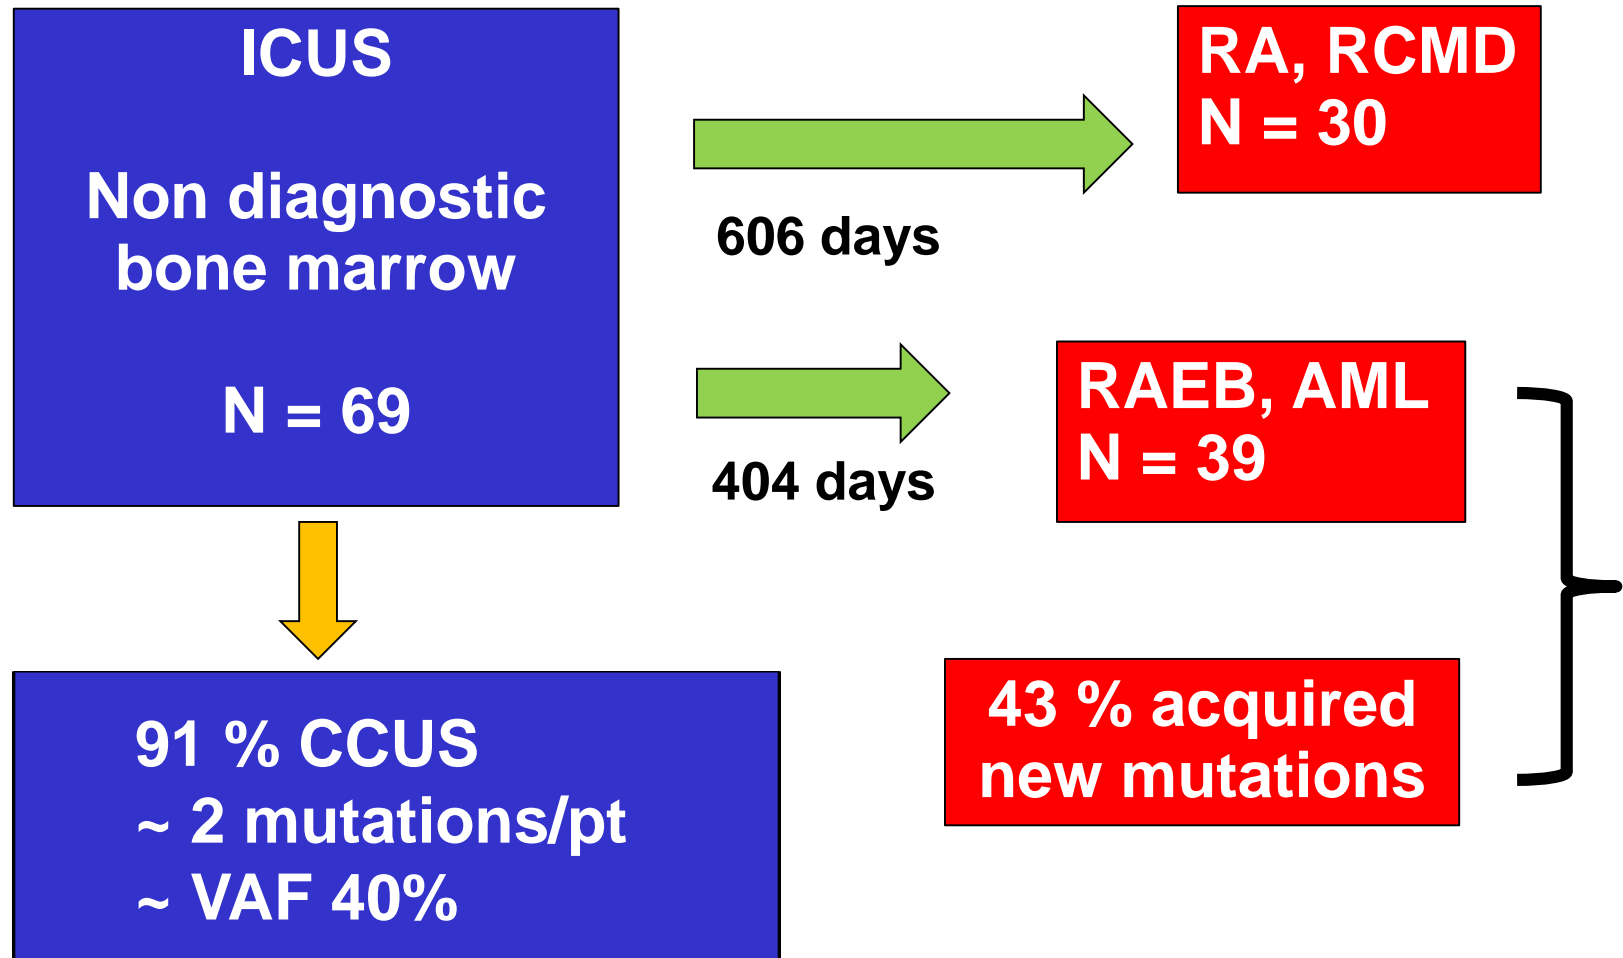 ICUS
Non diagnostic
bone marrow
N = 69
606 days
RA, RCMD
N = 30
404 days
RAEB, AML
N = 39
91 % CCUS
~ 2 mutations/pt
~ VAF 40%
43 % acquired
new mutations